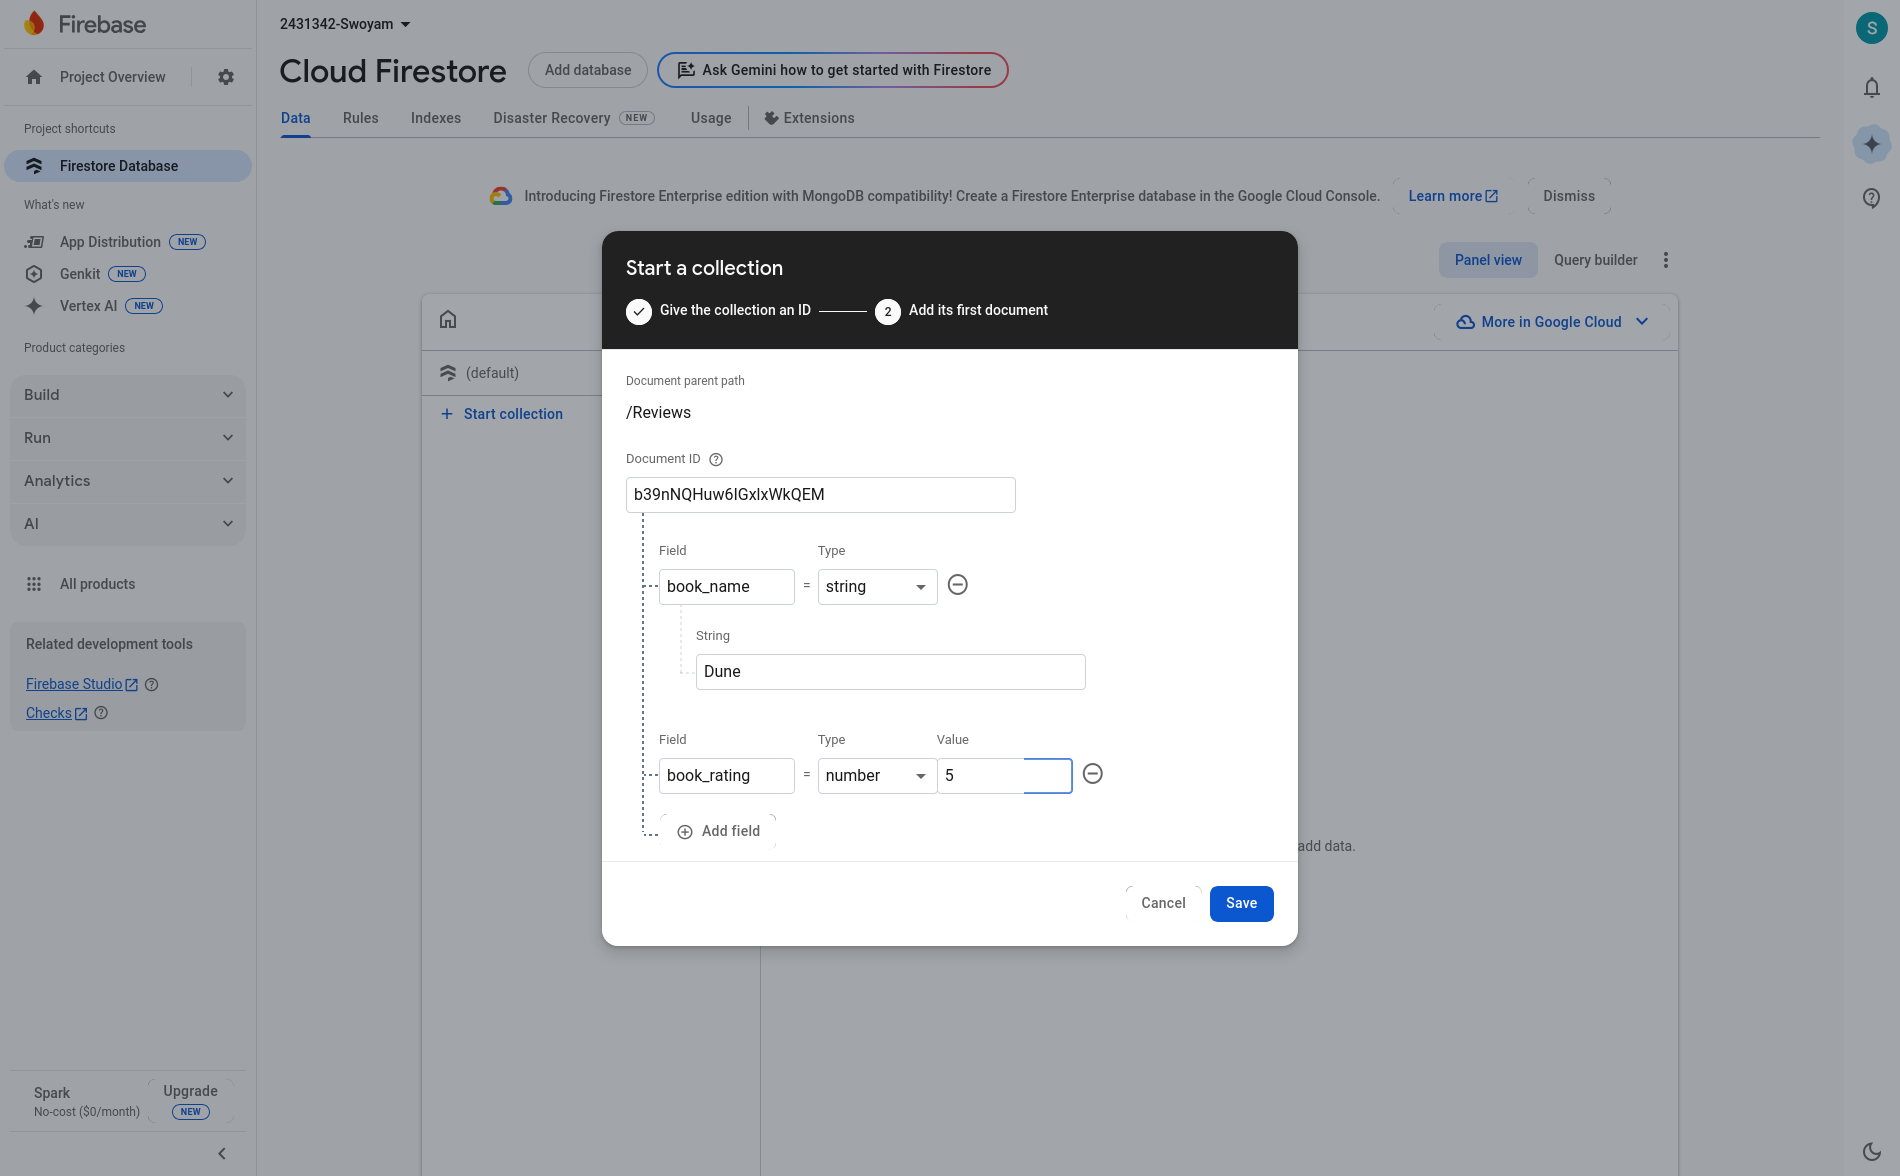 Firebase
2431342-Swoyam
S
Project Overview
Cloud Firestore
Add database
Ask Gemini how to get started with Firestore
Data
Rules
Indexes
Disaster Recovery NEW
Usage
Extensions
Project shortcuts
Firestore Database
What's new
App Distribution NEW
Genkit NEW
Vertex AI NEW
Product categories
Build
Run
Analytics
AI
All products
Related development tools
Firebase Studio
Checks
Spark
No-cost ($0/month)
Upgrade
NEW
Introducing Firestore Enterprise edition with MongoDB compatibility! Create a Firestore Enterprise database in the Google Cloud Console.
Learn more
Dismiss
Panel view
Query builder
More in Google Cloud
(default)
+ Start collection
add data.
Start a collection
Give the collection an ID
2 Add its first document
Document parent path
/Reviews
Document ID
b39nNQHuw6IGxlxWkQEM
Field
Type
book_name = string
String
Dune
Field
Type
Value
book_rating = number 5
Add field
Cancel
Save